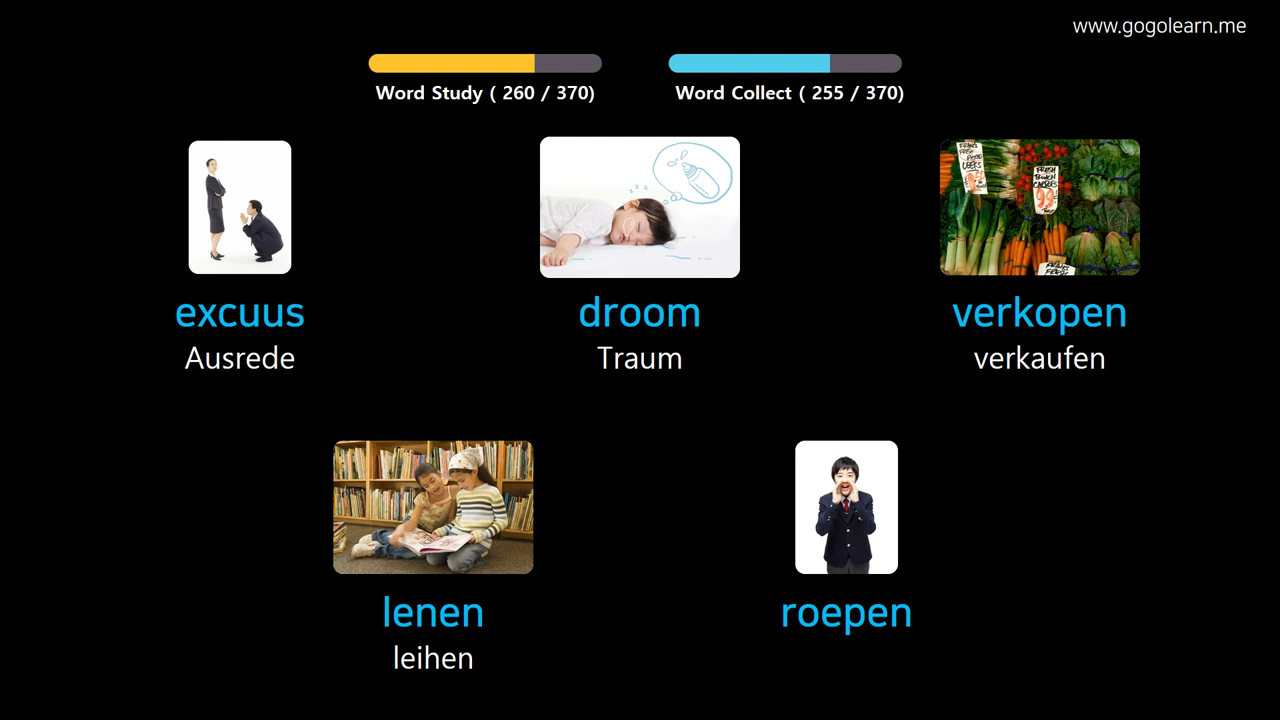 www.gogolearn.me
Word Study ( 260 / 370)
Word Collect ( 255 / 370)
excuus
Ausrede
droom
Traum
verkopen
verkaufen
lenen
leihen
roepen